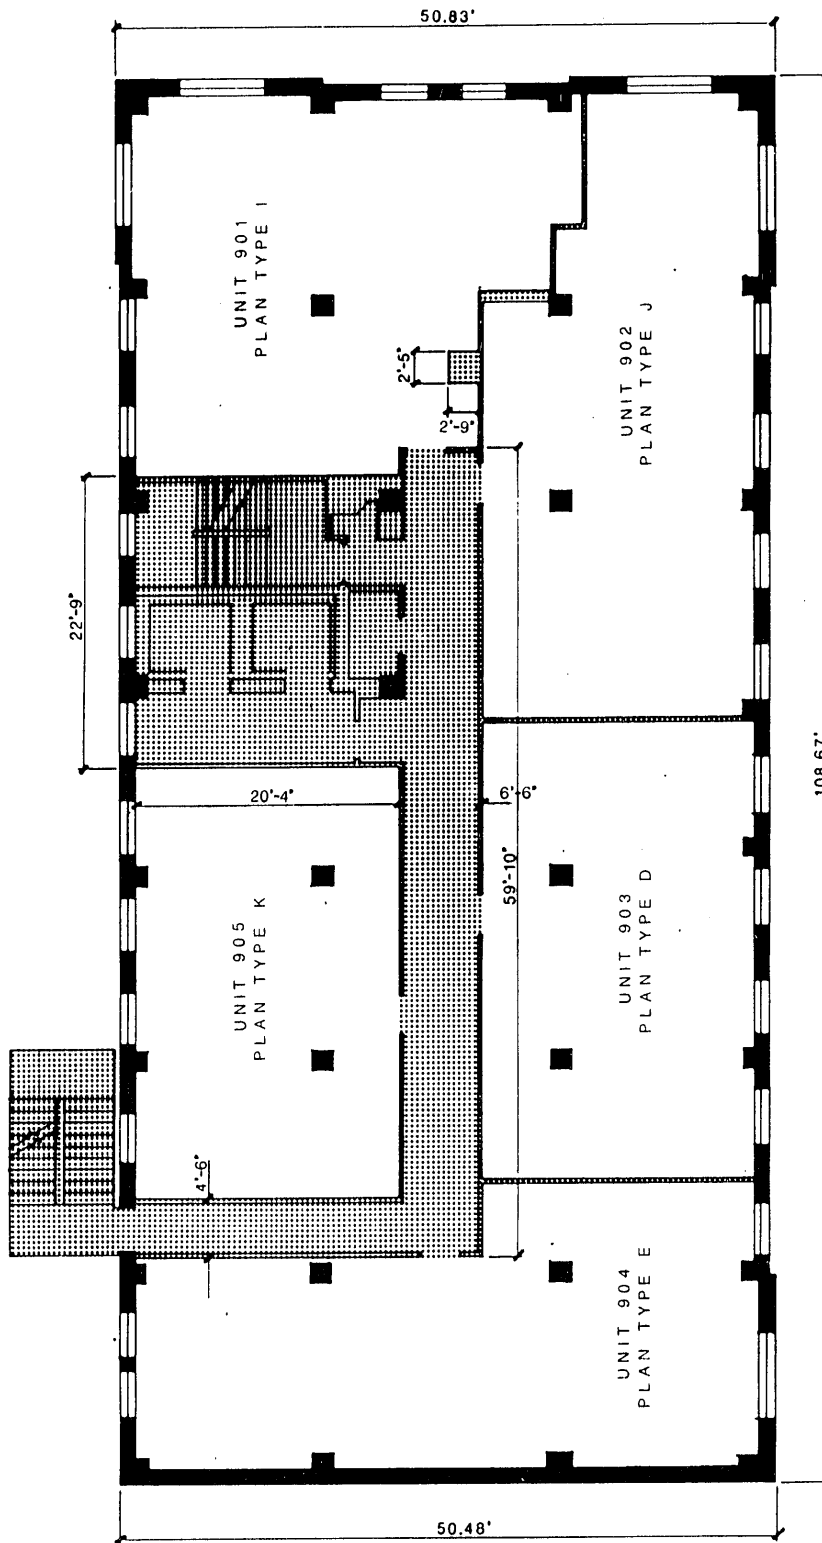 50.83'
UNIT 901
PLAN TYPE I
UNIT 902
PLAN TYPE J
2'-5"
2'-9"
22'-9"
108.67'
20'-4"
6'-6"
59'-10"
UNIT 905
PLAN TYPE K
UNIT 903
PLAN TYPE D
4'-6"
UNIT 904
PLAN TYPE E
50.48'